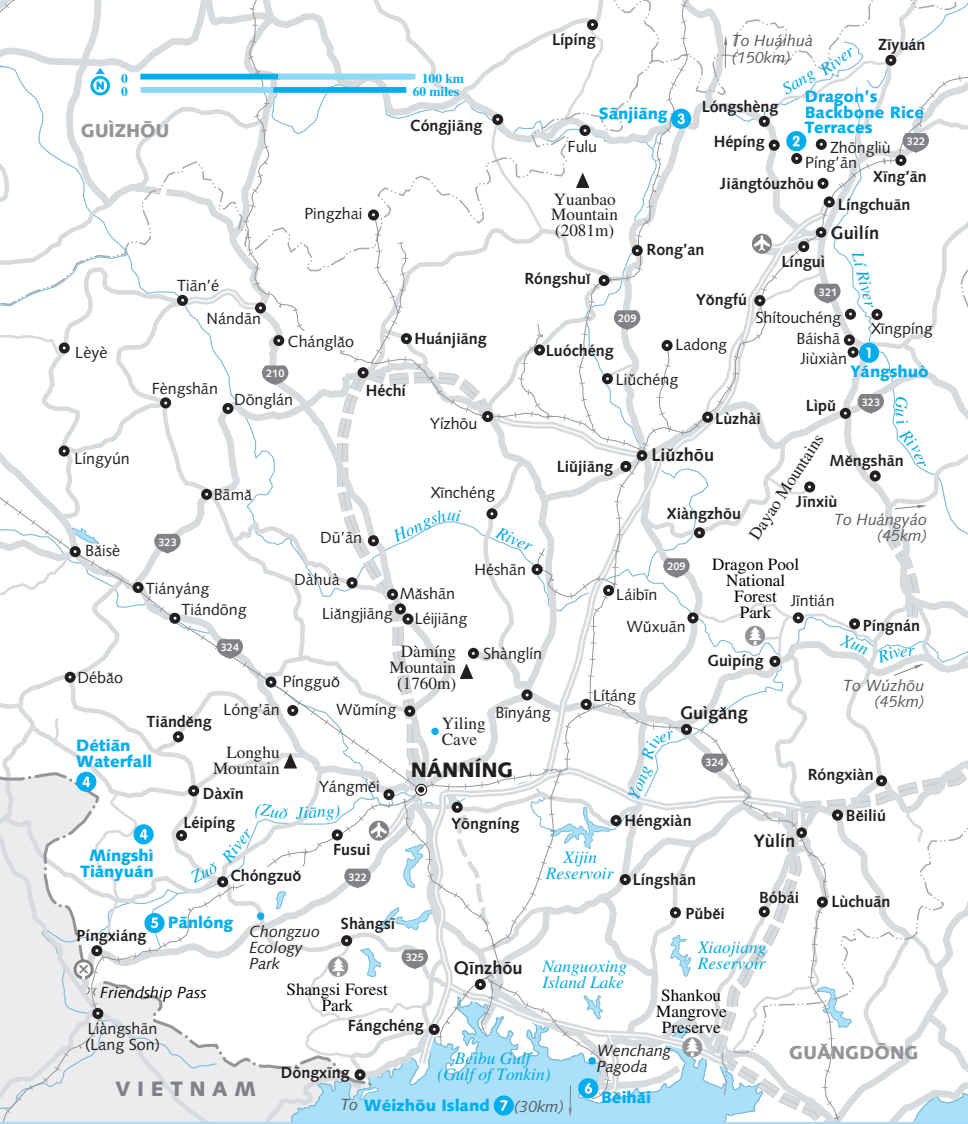 Lípíng
To Huáihuà
(150km)
Zīyuán
Sang River
N
0
100 km
0
60 miles
GUÌZHŌU
Cóngjiāng
Fulu
Sānjiāng
3
Lóngshèng
Dragon's
Backbone Rice
Terraces
2
Hépíng
Zhōngliù
Píng'ān
322
Xīng'ān
Yuanbao
Mountain
(2081m)
Jiāngtóuzhōu
Língchuān
Pingzhai
Guìlín
Línguì
Rong'an
Róngshuǐ
Lí River
Tiān'é
Nándān
Yǒngfú
321
Shítouchéng
Xīngpíng
209
Báishā
Jiùxiàn
1
Yángshuò
Chánglǎo
Huánjiāng
Luóchéng
Ladong
Lèyè
210
Héchí
Liǔchéng
Fèngshān
Dōnglán
Yízhōu
Lùzhài
Lìpǔ
323
Gui River
Língyún
Liǔzhōu
Liǔjiāng
Měngshān
Dayao Mountains
Jīnxiù
Bāmǎ
Xīnchéng
Xiàngzhōu
To Huángyáo
(45km)
Hongshui
River
323
Dū'ān
Bǎisè
Héshān
209
Dragon Pool
National
Forest
Park
Tiányáng
Dàhuà
Mǎshān
Liǎngjiāng
Léijiāng
Láibīn
Tiándōng
Wǔxuān
Jīntián
Píngnán
324
Dàmíng
Mountain
(1760m)
Shànglín
Xun River
Guìpíng
Débǎo
Píngguǒ
To Wúzhōu
(45km)
Lóng'ān
Wǔmíng
Bīnyáng
Lítáng
Guìgǎng
Tiānděng
Yiling
Cave
Yong River
Détiān
Waterfall
4
Longhu
Mountain
NÁNNÍNG
324
Róngxiàn
Dàxīn
Yángměi
Yōngníng
Héngxiàn
Běiliú
(Zuǒ Jiāng)
Léipíng
4
Míngshì
Tiányuán
Zuǒ River
Fusui
Yùlín
Xijin
Reservoir
322
Chóngzuǒ
Língshān
Bóbái
Lùchuān
5
Pānlóng
Pǔběi
Chongzuo
Ecology
Park
Shàngsī
Píngxiáng
325
Xiaojiang
Reservoir
Friendship Pass
Shangsi Forest
Park
Qīnzhōu
Nanguoxing
Island Lake
Shankou
Mangrove
Preserve
Liàngshān
(Lang Son)
Fángchéng
GUǍNGDŌNG
Beibu Gulf
(Gulf of Tonkin)
Wenchang
Pagoda
Dōngxīng
VIETNAM
6
Běihǎi
To Wéizhōu Island 7 (30km)